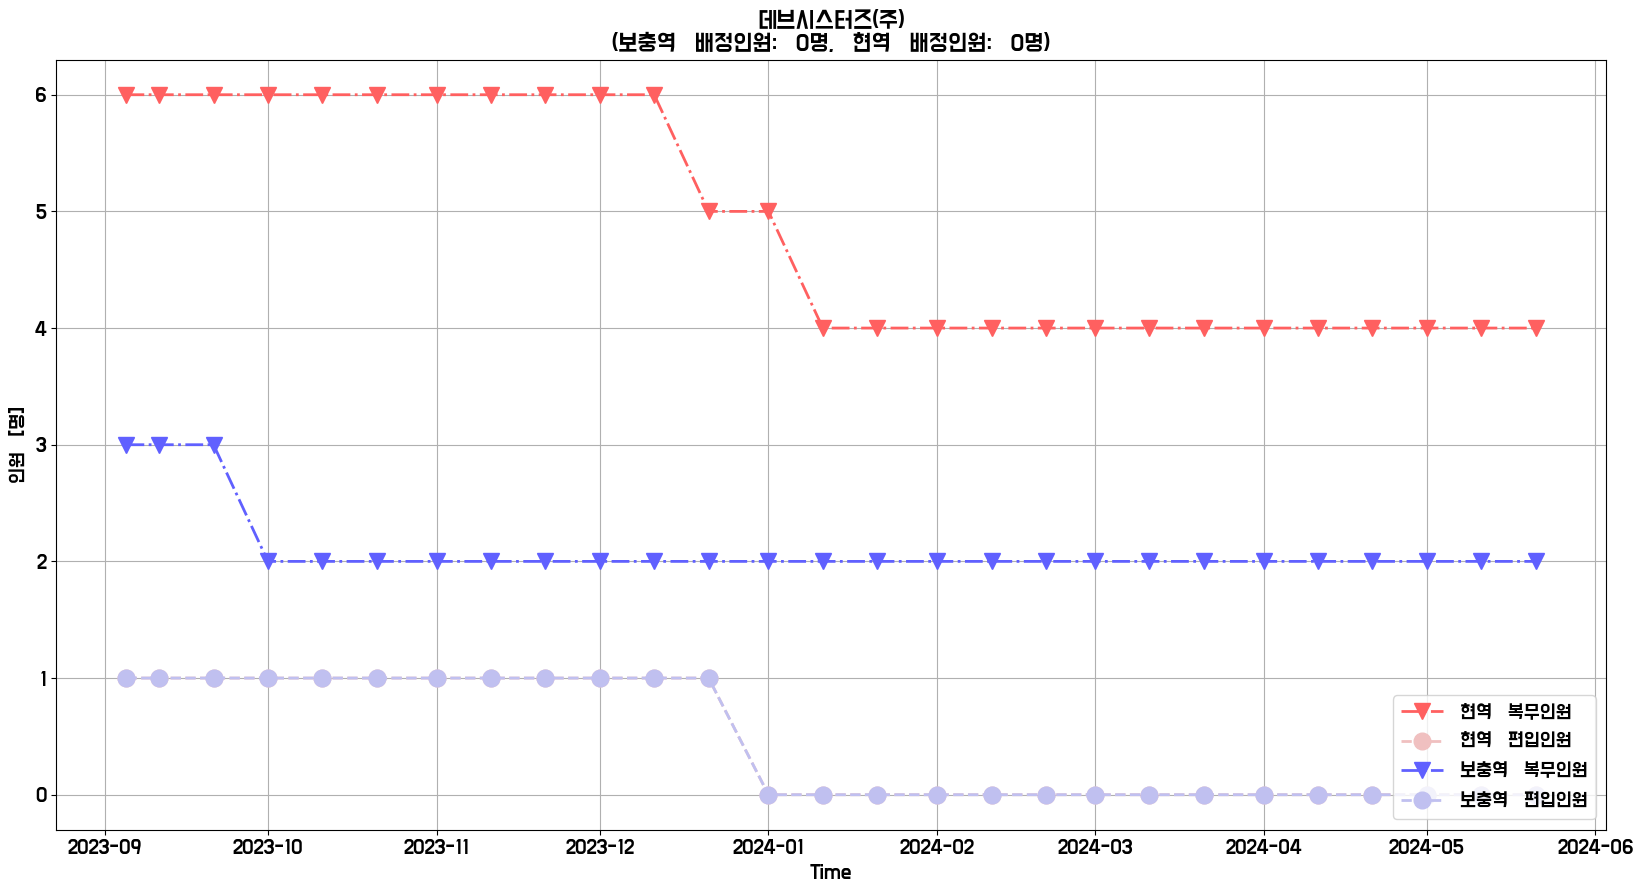 데브시스터즈(주)
(보충역 배정인원: 0명, 현역 배정인원: 0명)
인원 [명]
6
5
4
3
2
1
0
현역 복무인원
현역 편입인원
보충역 복무인원
보충역 편입인원
2023-09 2023-10 2023-11 2023-12 2024-01 2024-02 2024-03 2024-04 2024-05 2024-06
Time